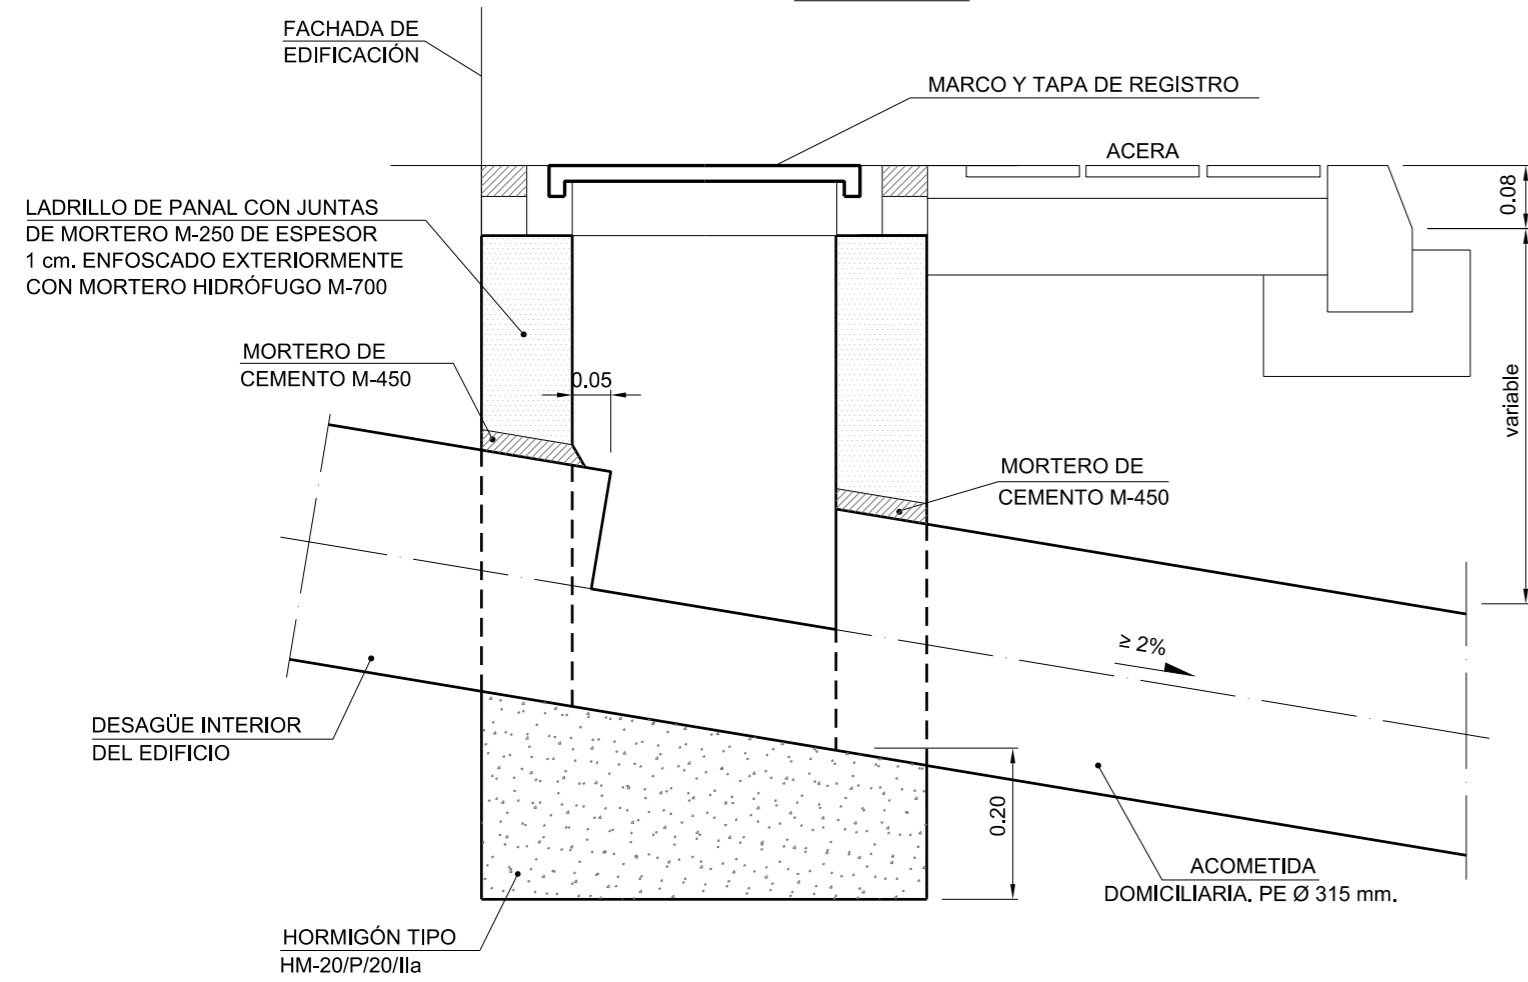 FACHADA DE
EDIFICACIÓN
MARCO Y TAPA DE REGISTRO
ACERA
0.08
LADRILLO DE PANAL CON JUNTAS
DE MORTERO M-250 DE ESPESOR
1 cm. ENFOSCADO EXTERIORMENTE
CON MORTERO HIDRÓFUGO M-700
MORTERO DE
CEMENTO M-450
0.05
variable
MORTERO DE
CEMENTO M-450
≥ 2%
DESAGÜE INTERIOR
DEL EDIFICIO
0.20
ACOMETIDA
DOMICILIARIA. PE Ø 315 mm.
HORMIGÓN TIPO
HM-20/P/20/IIa